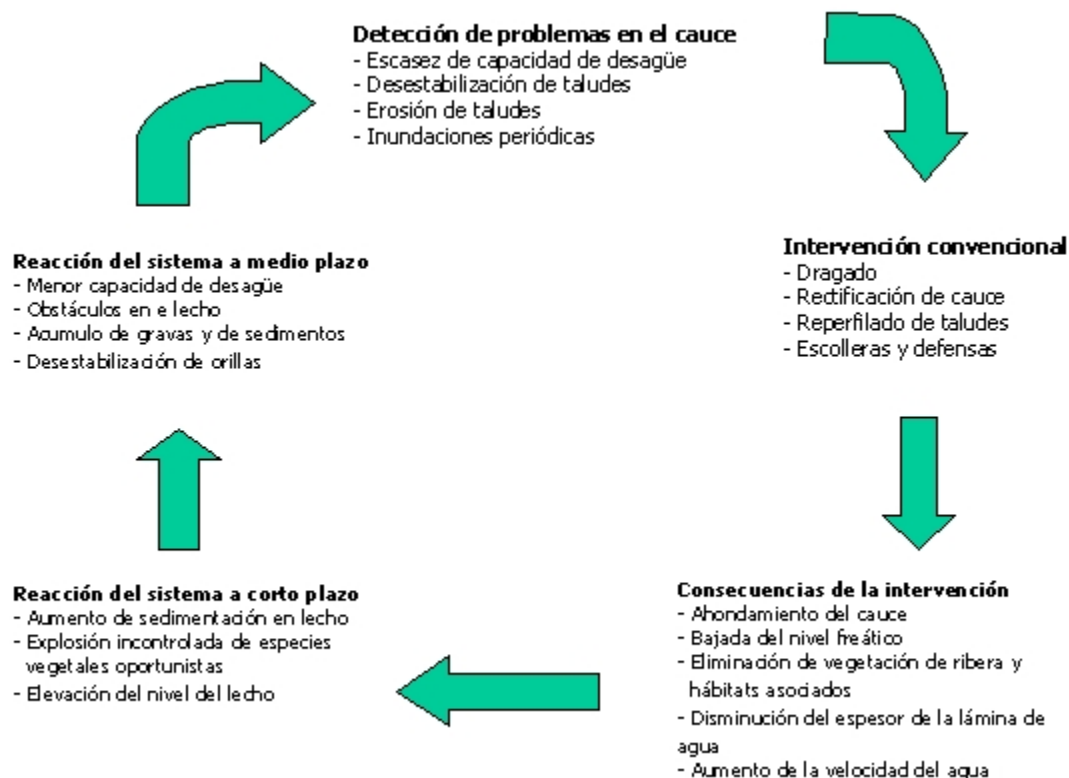 Detección de problemas en el cauce
- Escasez de capacidad de desagüe
- Desestabilización de taludes
- Erosión de taludes
- Inundaciones periódicas
Intervención convencional
- Dragado
- Rectificación de cauce
- Reperfilado de taludes
- Escolleras y defensas
Consecuencias de la intervención
- Ahondamiento del cauce
- Bajada del nivel freático
- Eliminación de vegetación de ribera y
hábitats asociados
- Disminución del espesor de la lámina de
agua
- Aumento de la velocidad del agua
Reacción del sistema a corto plazo
- Aumento de sedimentación en lecho
- Explosión incontrolada de especies
vegetales oportunistas
- Elevación del nivel del lecho
Reacción del sistema a medio plazo
- Menor capacidad de desagüe
- Obstáculos en e lecho
- Acumulo de gravas y de sedimentos
- Desestabilización de orillas